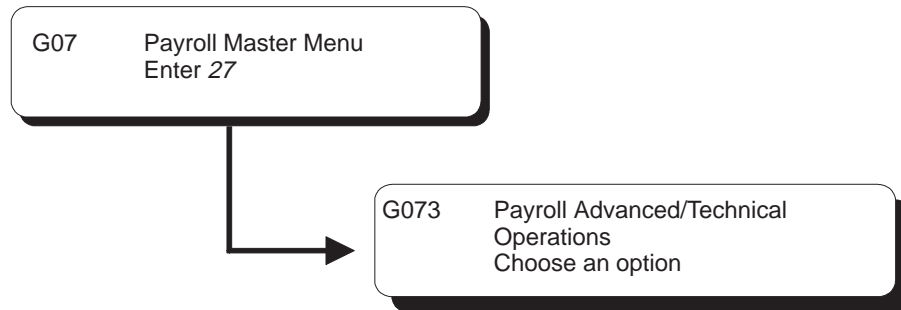 G07 Payroll Master Menu
Enter 27
G073 Payroll Advanced/Technical
Operations
Choose an option